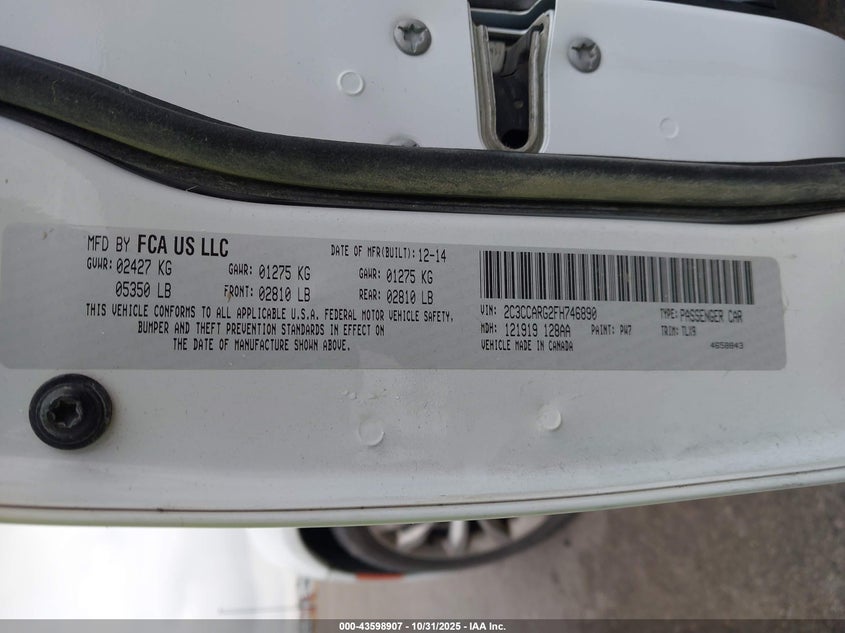 MFD BY FCA US LLC
DATE OF MFR(BUILT): 12-14
GVWR: 02427 KG GAWR: 01275 KG GAWR: 01275 KG
05350 LB FRONT: 02810 LB REAR: 02810 LB
THIS VEHICLE CONFORMS TO ALL APPLICABLE U.S.A. FEDERAL MOTOR VEHICLE SAFETY,
BUMPER AND THEFT PREVENTION STANDARDS IN EFFECT ON
THE DATE OF MANUFACTURE SHOWN ABOVE.
VIN: 2C3CCARG2FH746890 TYPE: PASSENGER CAR
MDH: 121919 128AA PAINT: PW7 TRIM: TLX9
VEHICLE MADE IN CANADA 4658843
000-43598907 - 10/31/2025 - IAA Inc.